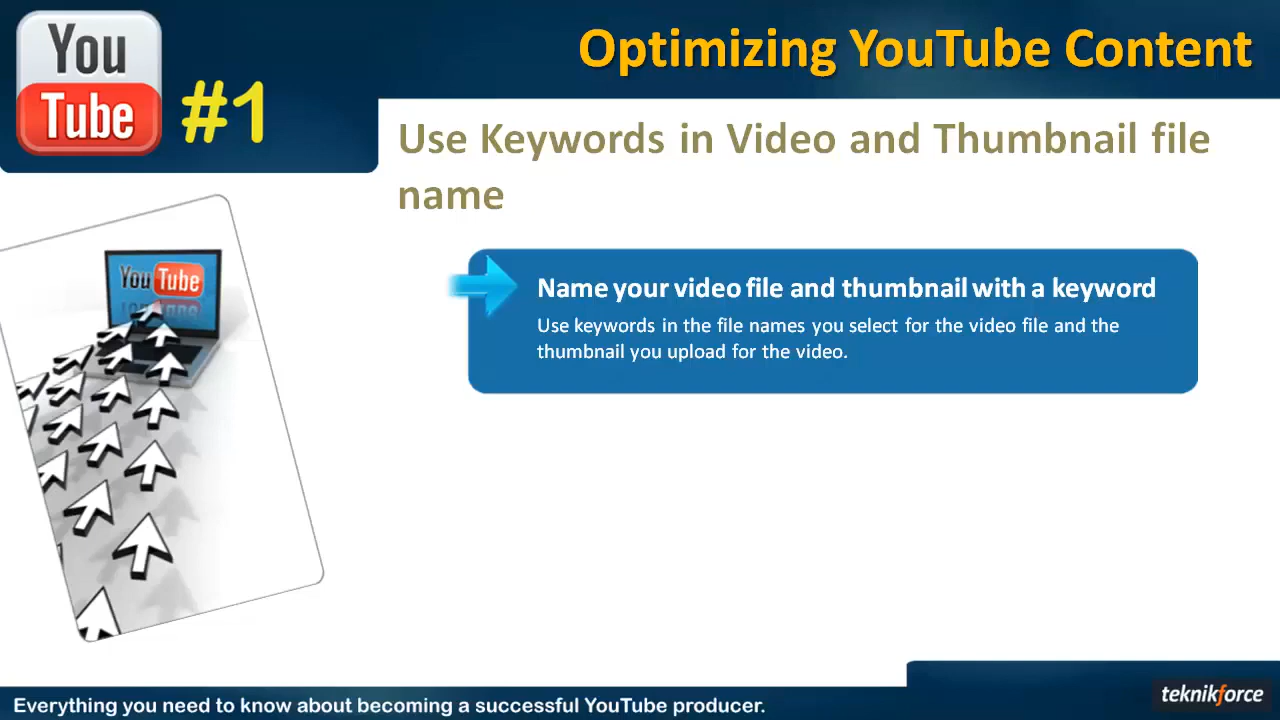 You
Tube
#1
Optimizing YouTube Content
Use Keywords in Video and Thumbnail file
name
You Tube
Name your video file and thumbnail with a keyword
Use keywords in the file names you select for the video file and the
thumbnail you upload for the video.
Everything you need to know about becoming a successful YouTube producer.
teknikforce